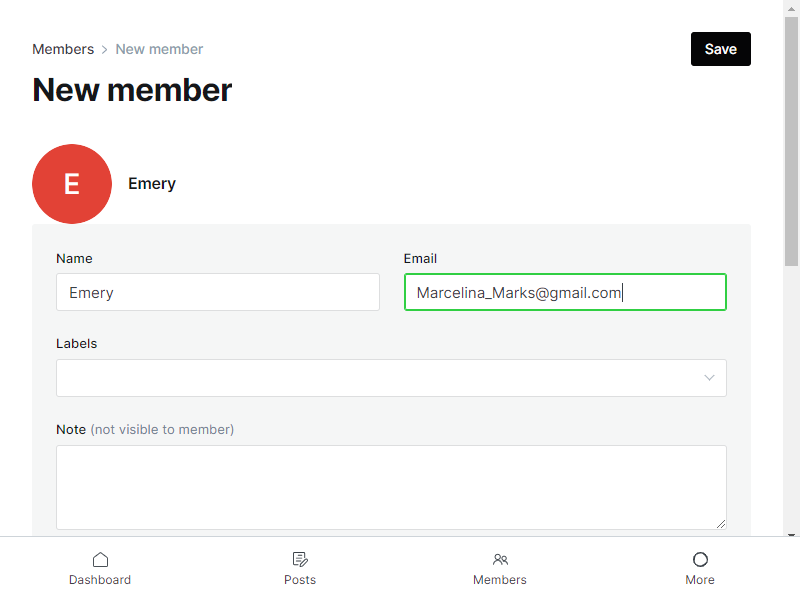 Members > New member
Save
New member
E
Emery
Name
Email
Emery
Marcelina_Marks@gmail.com
Labels
Note (not visible to member)
Dashboard
Posts
Members
More